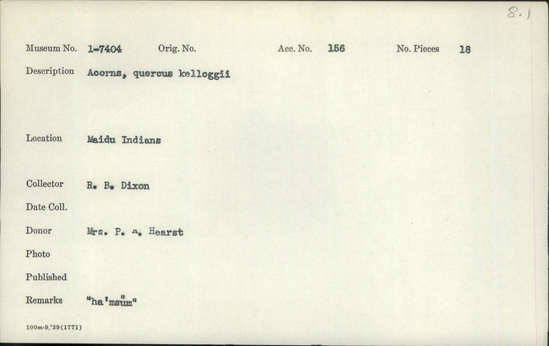 8.1
Museum No. 1-7404 Orig. No. Acc. No. 156 No. Pieces 18
Description Acorns, quercus kelloggii
Location Maidu Indians
Collector R. B. Dixon
Date Coll.
Donor Mrs. P. A. Hearst
Photo
Published
Remarks "ha'msüm"
100m-9,'39(1771)